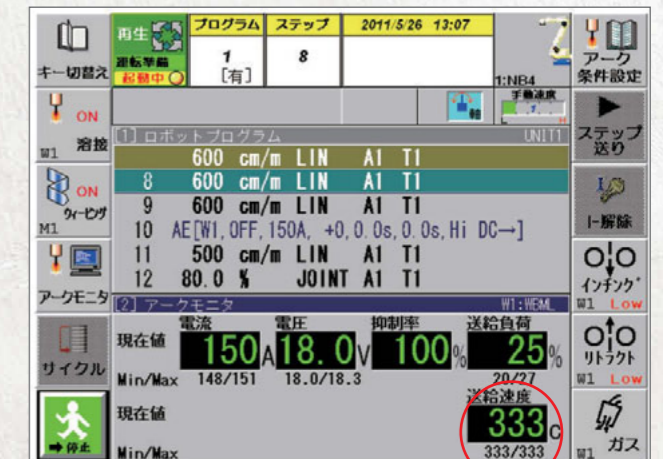 キー切替え
再生
運転準備
起動中
プログラム
1
[有]
ステップ
8
2011/5/26 13:07
1:NB4
アーク
条件設定
手動速度
L H
ON
W1 溶接
[1] ロボットプログラム UNIT1
ステップ
送り
600 cm/m LIN A1 T1
8 600 cm/m LIN A1 T1
9 600 cm/m LIN A1 T1
10 AE[W1,OFF,150A, +0,0.0s,0.0s,Hi DC→]
11 500 cm/m LIN A1 T1
12 80.0 % JOINT A1 T1
ON
ウィービング
M1
I-解除
アークモニタ
インチング
W1 Low
[2] アークモニタ W1:WBML
電流 電圧 抑制率 送給負荷
現在値 150 A 18.0 V 100 % 25 %
Min/Max 148/151 18.0/18.3 20/27
サイクル
リトラクト
W1 Low
送給速度
現在値 333 C
Min/Max 333/333
➡停止
W1 ガス